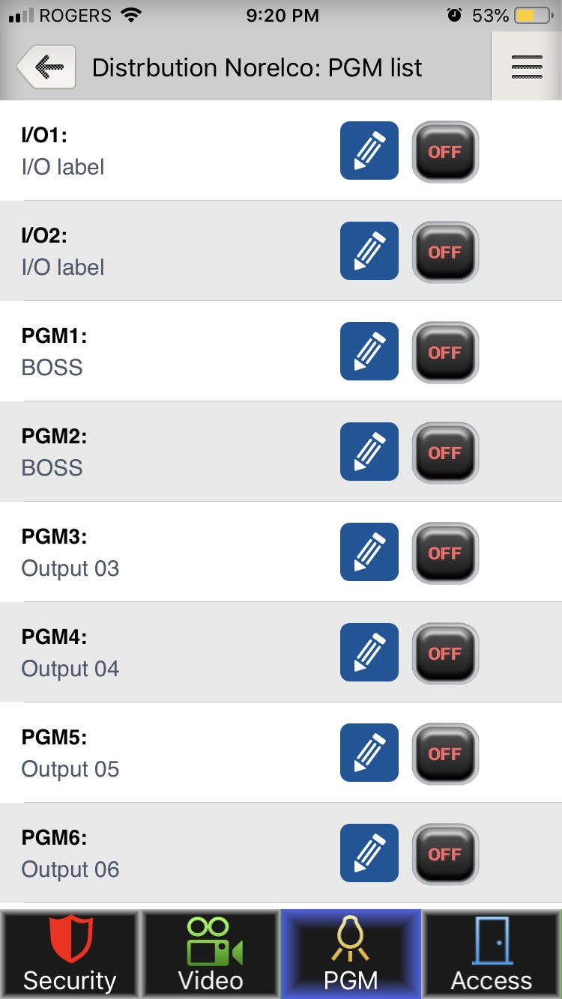 ROGERS 9:20 PM 53%
Distrbution Norelco: PGM list
I/O1:
I/O label
OFF
I/O2:
I/O label
OFF
PGM1:
BOSS
OFF
PGM2:
BOSS
OFF
PGM3:
Output 03
OFF
PGM4:
Output 04
OFF
PGM5:
Output 05
OFF
PGM6:
Output 06
OFF
Security Video PGM Access